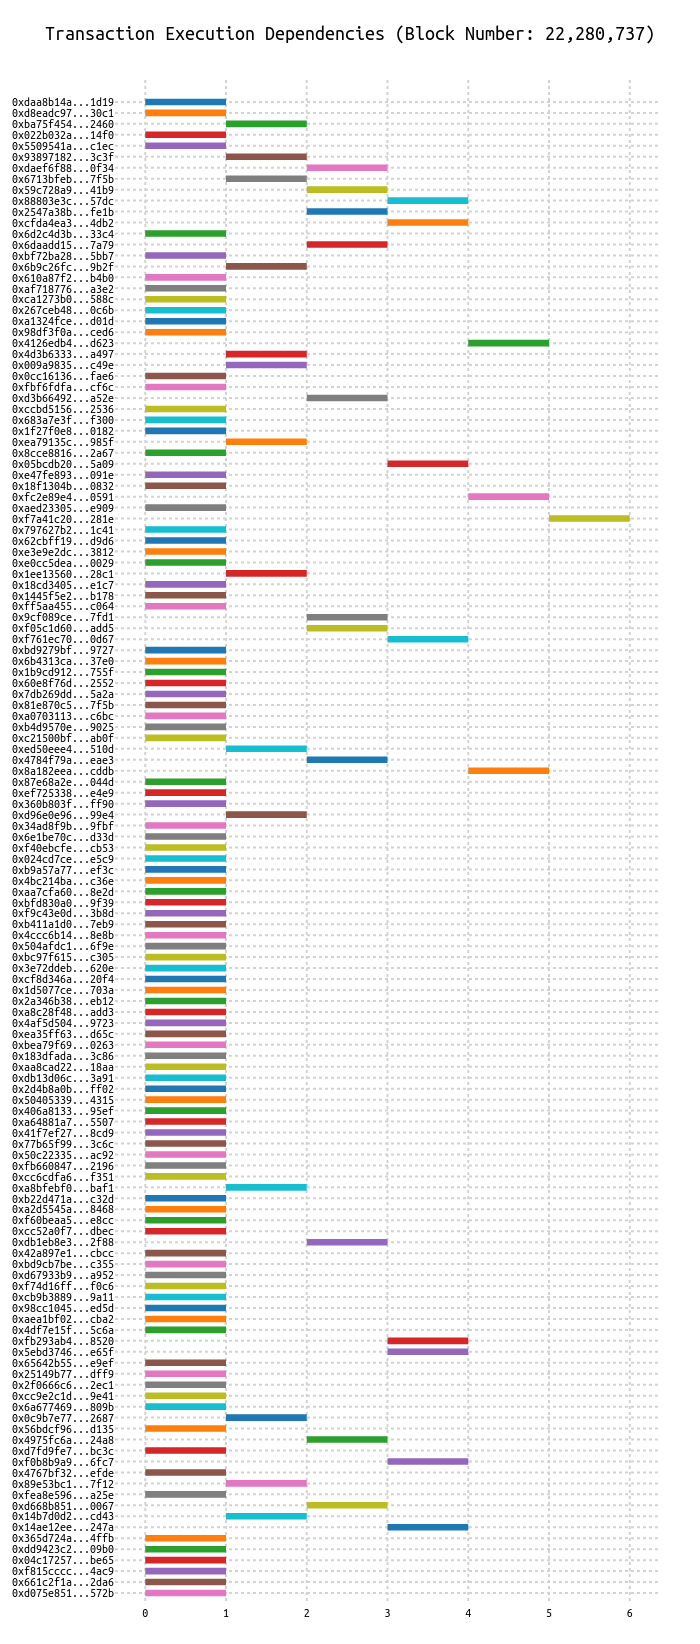 Transaction Execution Dependencies (Block Number: 22,280,737)
0xdaa8b14a...1d19
0xd8eadc97...30c1
0xba75f454...2460
0x022b032a...14f0
0x5509541a...c1ec
0x93897182...3c3f
0xdaef6f88...0f34
0x6713bfeb...7f5b
0x59c728a9...41b9
0x88803e3c...57dc
0x2547a38b...fe1b
0xcfda4ea3...4db2
0x6d2c4d3b...33c4
0x6daadd15...7a79
0xbf72ba28...5bb7
0x6b9c26fc...9b2f
0x610a87f2...b4b0
0xaf718776...a3e2
0xca1273b0...588c
0x267ceb48...0c6b
0xa1324fce...d01d
0x98df3f0a...ced6
0x4126edb4...d623
0x4d3b6333...a497
0x009a9835...c49e
0x0cc16136...fae6
0xfbf6fdfa...cf6c
0xd3b66492...a52e
0xccbd5156...2536
0x683a7e3f...f300
0x1f27f0e8...0182
0xea79135c...985f
0x8cce8816...2a67
0x05bcdb20...5a09
0xe47fe893...091e
0x18f1304b...0832
0xfc2e89e4...0591
0xaed23305...e909
0xf7a41c20...281e
0x797627b2...1c41
0x62cbff19...d9d6
0xe3e9e2dc...3812
0xe0cc5dea...0029
0x1ee13560...28c1
0x18cd3405...e1c7
0x1445f5e2...b178
0xff5aa455...c064
0x9cf089ce...7fd1
0xf05c1d60...add5
0xf761ec70...0d67
0xbd9279bf...9727
0x6b4313ca...37e0
0x1b9cd912...755f
0x60e8f76d...2552
0x7db269dd...5a2a
0x81e870c5...7f5b
0xa0703113...c6bc
0xb4d9570e...9025
0xc21500bf...ab0f
0xed50eee4...510d
0x4784f79a...eae3
0x8a182eea...cddb
0x87e68a2e...044d
0xef725338...e4e9
0x360b803f...ff90
0xd96e0e96...99e4
0x34ad8f9b...9fbf
0x6e1be70c...d33d
0xf40ebcfe...cb53
0x024cd7ce...e5c9
0xb9a57a77...ef3c
0x4bc214ba...c36e
0xaa7cfa60...8e2d
0xbfd830a0...9f39
0xf9c43e0d...3b8d
0xb411a1d0...7eb9
0x4ccc6b14...8e8b
0x504afdc1...6f9e
0xbc97f615...c305
0x3e72ddeb...620e
0xcf8d346a...20f4
0x1d5077ce...703a
0x2a346b38...eb12
0xa8c28f48...add3
0x4af5d504...9723
0xea35ff63...d65c
0xbea79f69...0263
0x183dfada...3c86
0xaa8cad22...18aa
0xdb13d06c...3a91
0x2d4b8a0b...ff02
0x50405339...4315
0x406a8133...95ef
0xa64881a7...5507
0x41f7ef27...8cd9
0x77b65f99...3c6c
0x50c22335...ac92
0xfb660847...2196
0xcc6cdfa6...f351
0xa8bfebf0...baf1
0xb22d471a...c32d
0xa2d5545a...8468
0xf60beaa5...e8cc
0xcc52a0f7...dbec
0xdb1eb8e3...2f88
0x42a897e1...cbcc
0xbd9cb7be...c355
0xd67933b9...a952
0xf74d16ff...f0c6
0xcb9b3889...9a11
0x98cc1045...ed5d
0xaea1bf02...cba2
0x4df7e15f...5c6a
0xfb293ab4...8520
0x5ebd3746...e65f
0x65642b55...e9ef
0x25149b77...dff9
0x2f0666c6...2ec1
0xcc9e2c1d...9e41
0x6a677469...809b
0x0c9b7e77...2687
0x56bdcf96...d135
0x4975fc6a...24a8
0xd7fd9fe7...bc3c
0xf0b8b9a9...6fc7
0x4767bf32...efde
0x89e53bc1...7f12
0xfea8e596...a25e
0xd668b851...0067
0x14b7d0d2...cd43
0x14ae12ee...247a
0x365d724a...4ffb
0xdd9423c2...09b0
0x04c17257...be65
0xf815cccc...4ac9
0x661c2f1a...2da6
0xd075e851...572b
0 1 2 3 4 5 6